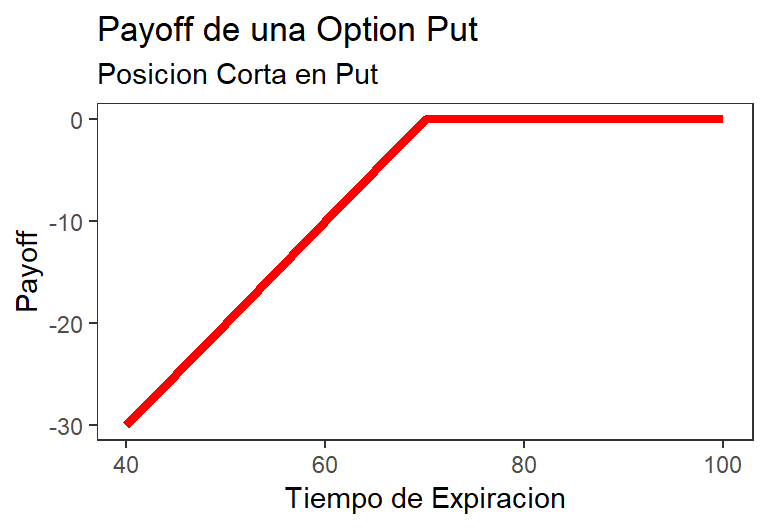 Payoff de una Option Put
Posicion Corta en Put
Payoff
0
-10
-20
-30
40 60 80 100
Tiempo de Expiracion